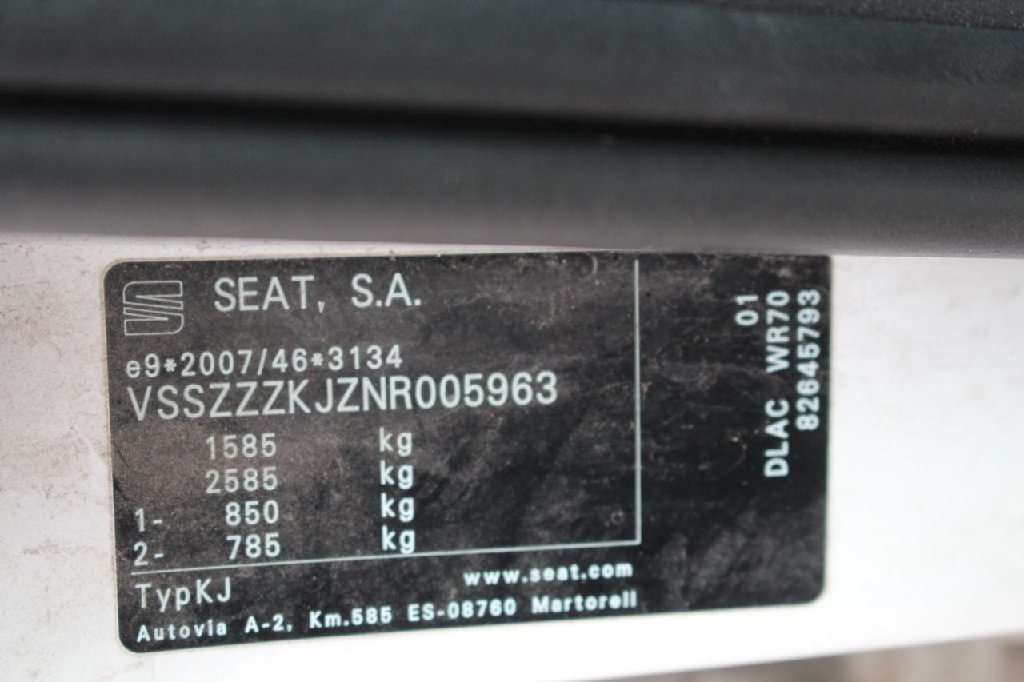 SEAT, S.A.
e9*2007/46*3134
VSSZZZKJZNR005963
1585 kg
2585 kg
1- 850 kg
2- 785 kg
TypKJ
www.seat.com
Autovia A-2, Km.585 ES-08760 Martorell
01
DLAC WR70
82645793